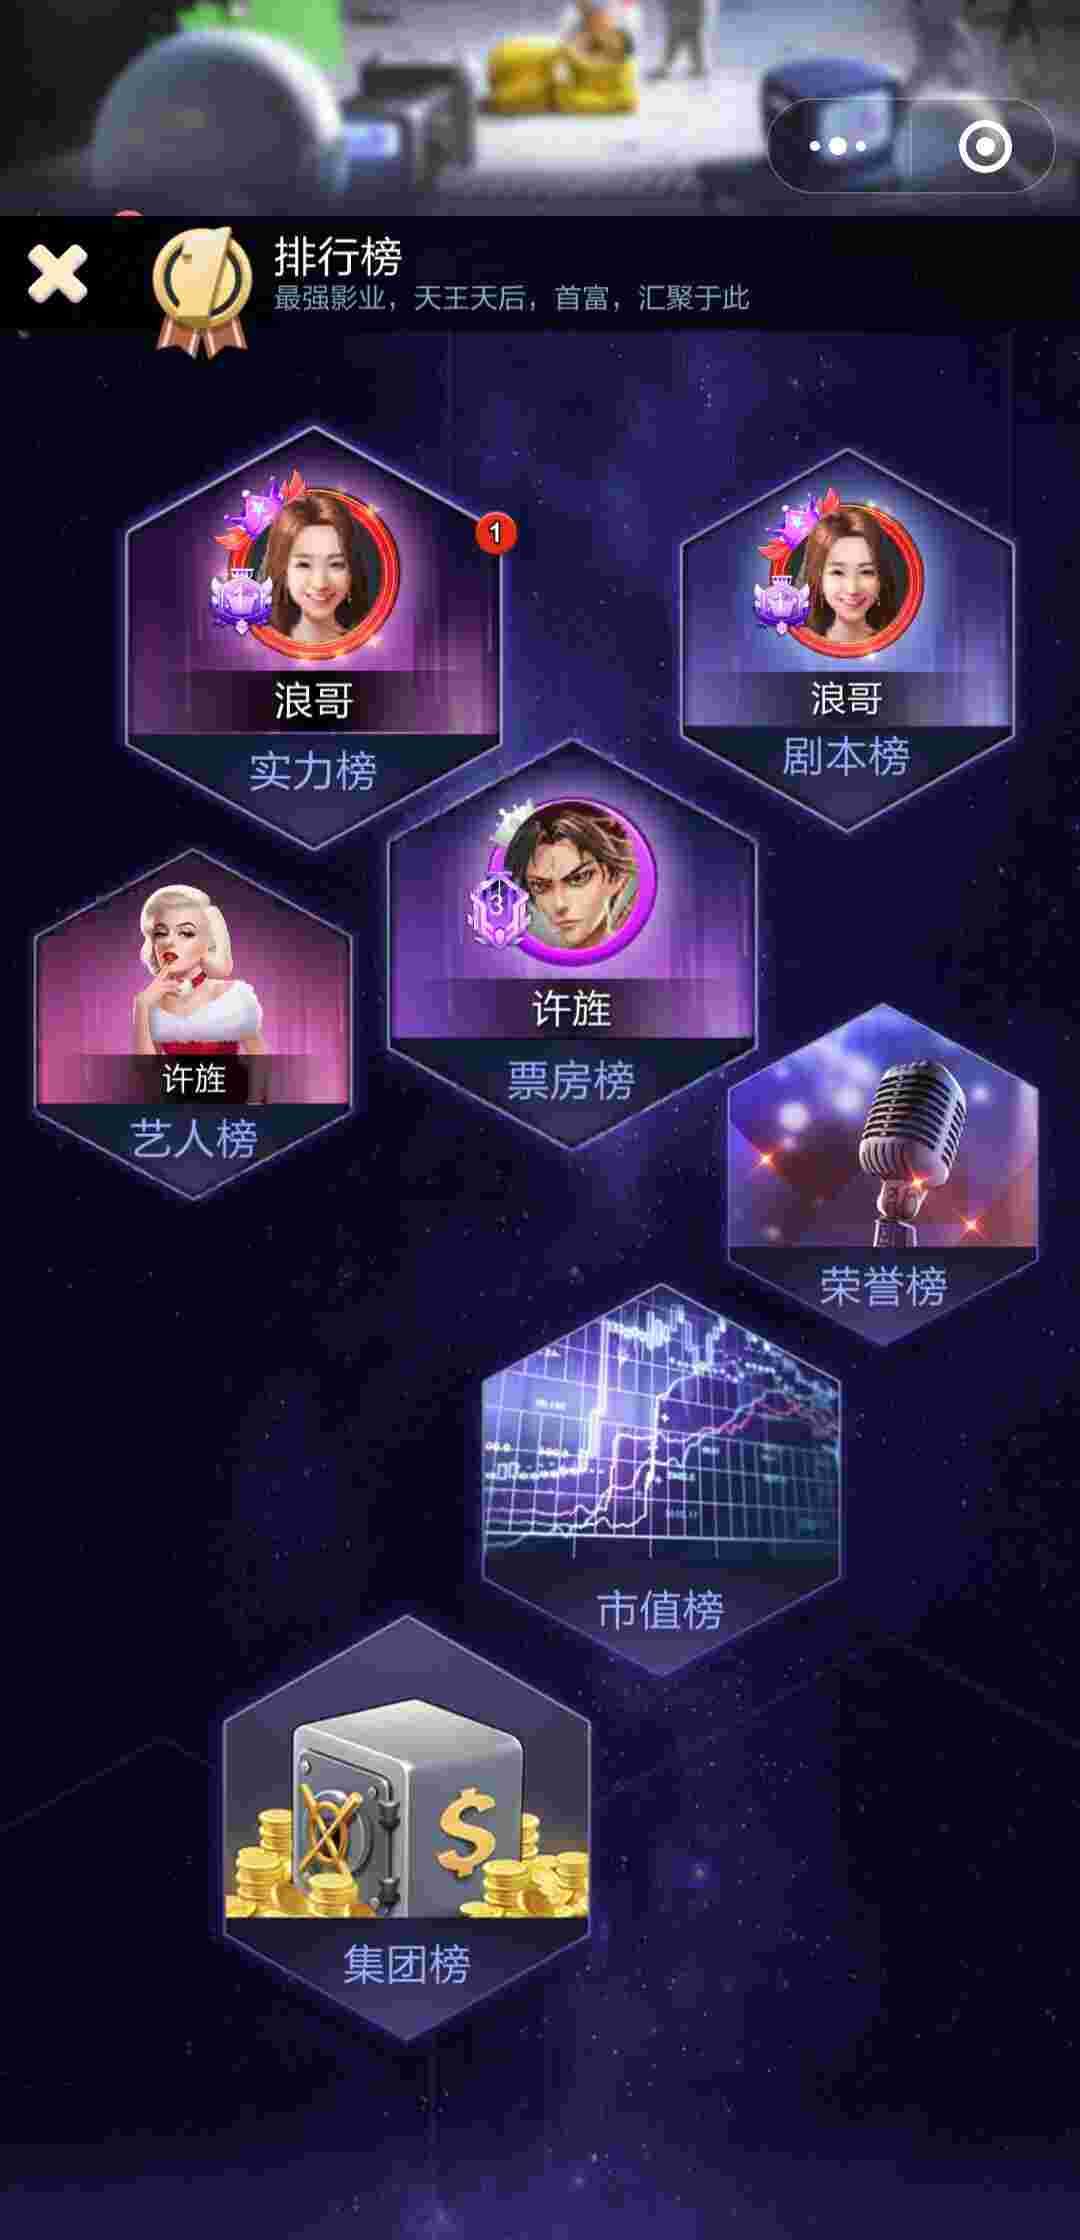 排行榜
最强影业，天王天后，首富，汇聚于此
1
浪哥
实力榜
浪哥
剧本榜
3
许旌
票房榜
许旌
艺人榜
荣誉榜
市值榜
$
集团榜